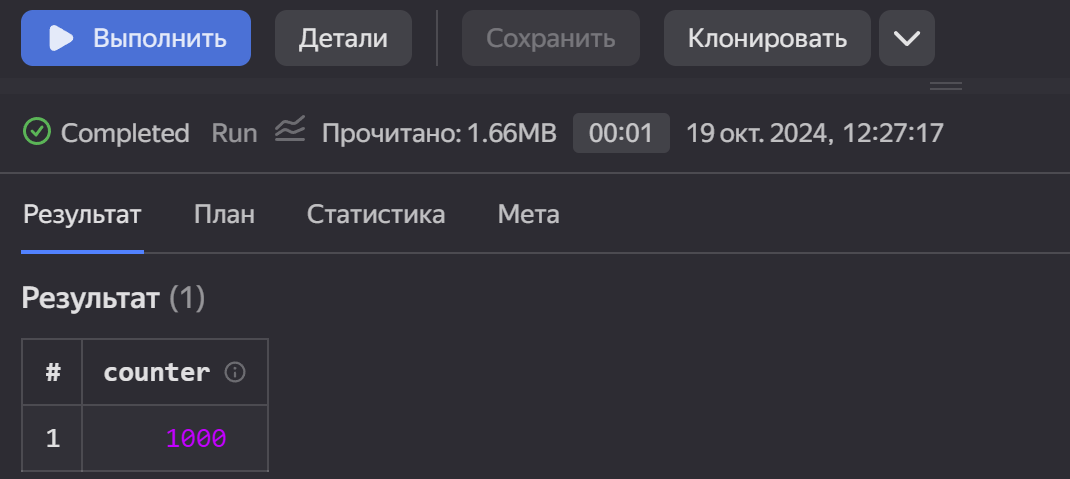 Выполнить Детали Сохранить Клонировать
Completed Run Прочитано: 1.66MB 00:01 19 окт. 2024, 12:27:17
Результат План Статистика Мета
Результат (1)
# counter
1 1000